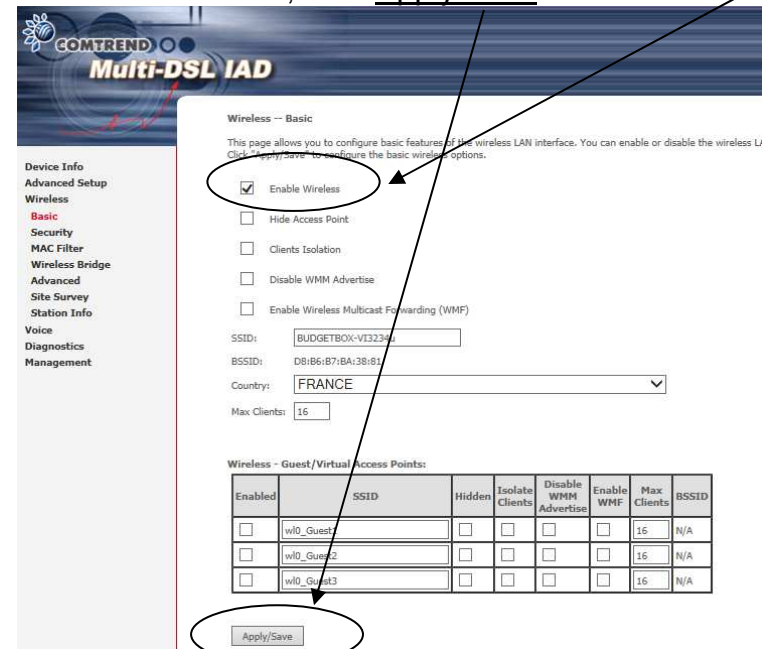 COMTREND
Multi-DSL IAD
Device Info
Advanced Setup
Wireless
Basic
Security
MAC Filter
Wireless Bridge
Advanced
Site Survey
Station Info
Voice
Diagnostics
Management
Wireless -- Basic
This page allows you to configure basic features of the wireless LAN interface. You can enable or disable the wireless LA
Click "Apply/Save" to configure the basic wireless options.
Enable Wireless
Hide Access Point
Clients Isolation
Disable WMM Advertise
Enable Wireless Multicast Forwarding (WMF)
SSID: BUDGETBOX-VI3234u
BSSID: D8:B6:B7:BA:38:81
Country: FRANCE
Max Clients: 16
Wireless - Guest/Virtual Access Points:
Enabled SSID Hidden Isolate Clients Disable WMM Advertise Enable WMF Max Clients BSSID
wl0_Guest1 16 N/A
wl0_Guest2 16 N/A
wl0_Guest3 16 N/A
Apply/Save